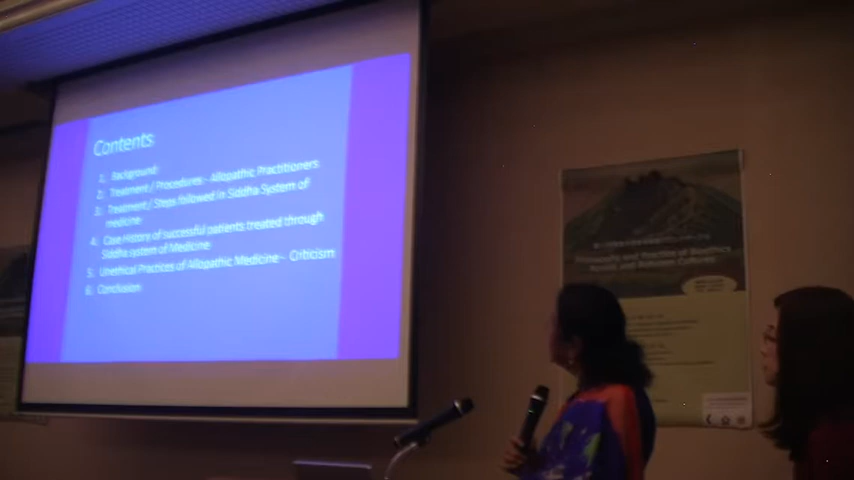 Contents
1. Background
2. Treatment / Procedures - Allopathic Practitioners
3. Treatment / Steps followed in Siddha System of
medicine
4. Case History of successful patients treated through
Siddha system of Medicine
5. Unethical Practices of Allopathic Medicine - Criticism
6. Conclusion
Philosophy and Practice of Bioethics